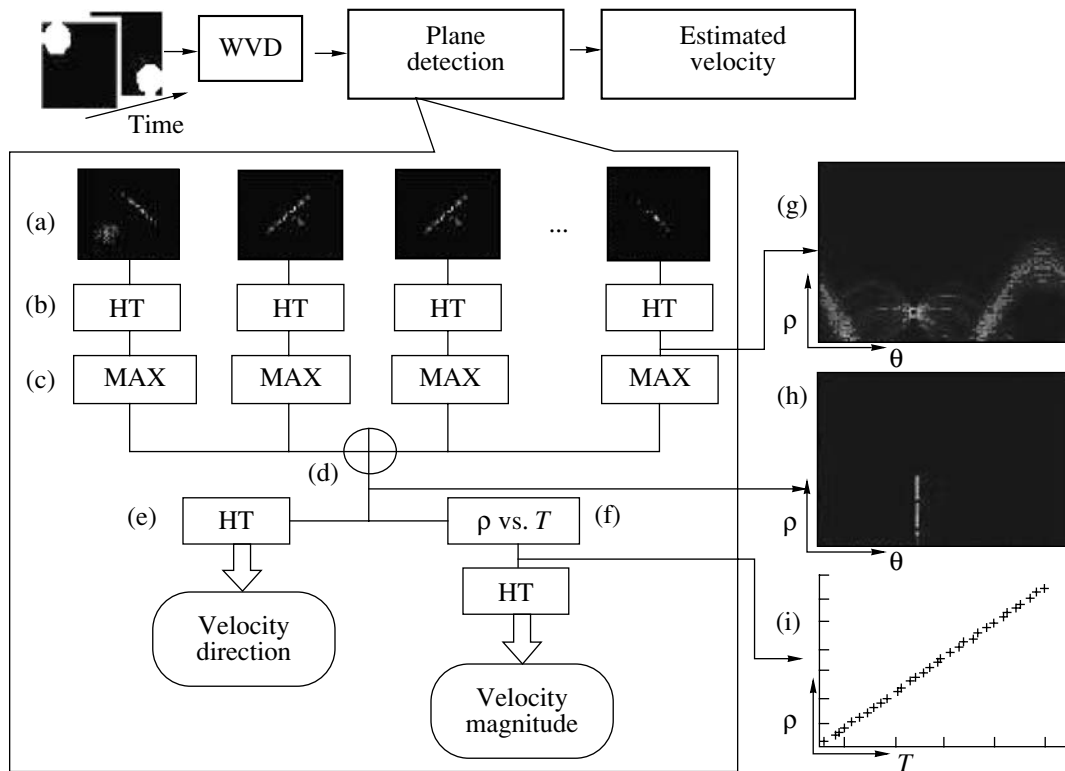 WVD
Plane
detection
Estimated
velocity
Time
(a)
...
(g)
(b)
HT
HT
HT
HT
ρ
θ
(c)
MAX
MAX
MAX
MAX
(h)
(d)
(e)
HT
ρ vs. T
(f)
ρ
θ
HT
(i)
Velocity
direction
Velocity
magnitude
ρ
T